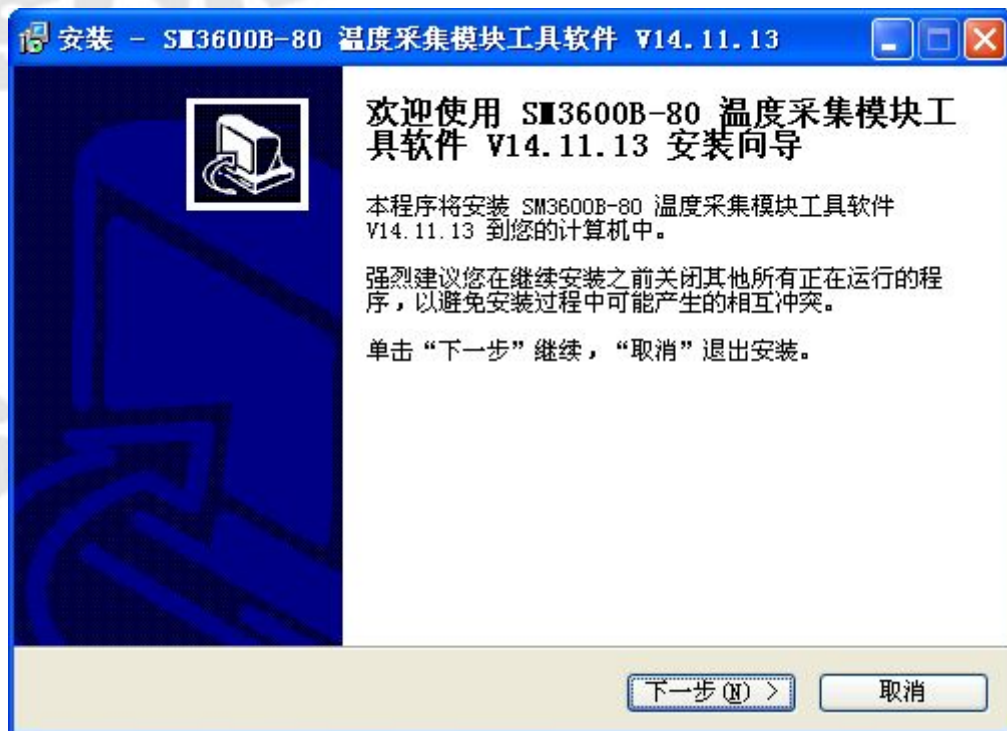 安装 - SM3600B-80 温度采集模块工具软件 V14.11.13
欢迎使用 SM3600B-80 温度采集模块工
具软件 V14.11.13 安装向导
本程序将安装 SM3600B-80 温度采集模块工具软件
V14.11.13 到您的计算机中。
强烈建议您在继续安装之前关闭其他所有正在运行的程
序，以避免安装过程中可能产生的相互冲突。
单击“下一步”继续，“取消”退出安装。
下一步(N) >
取消